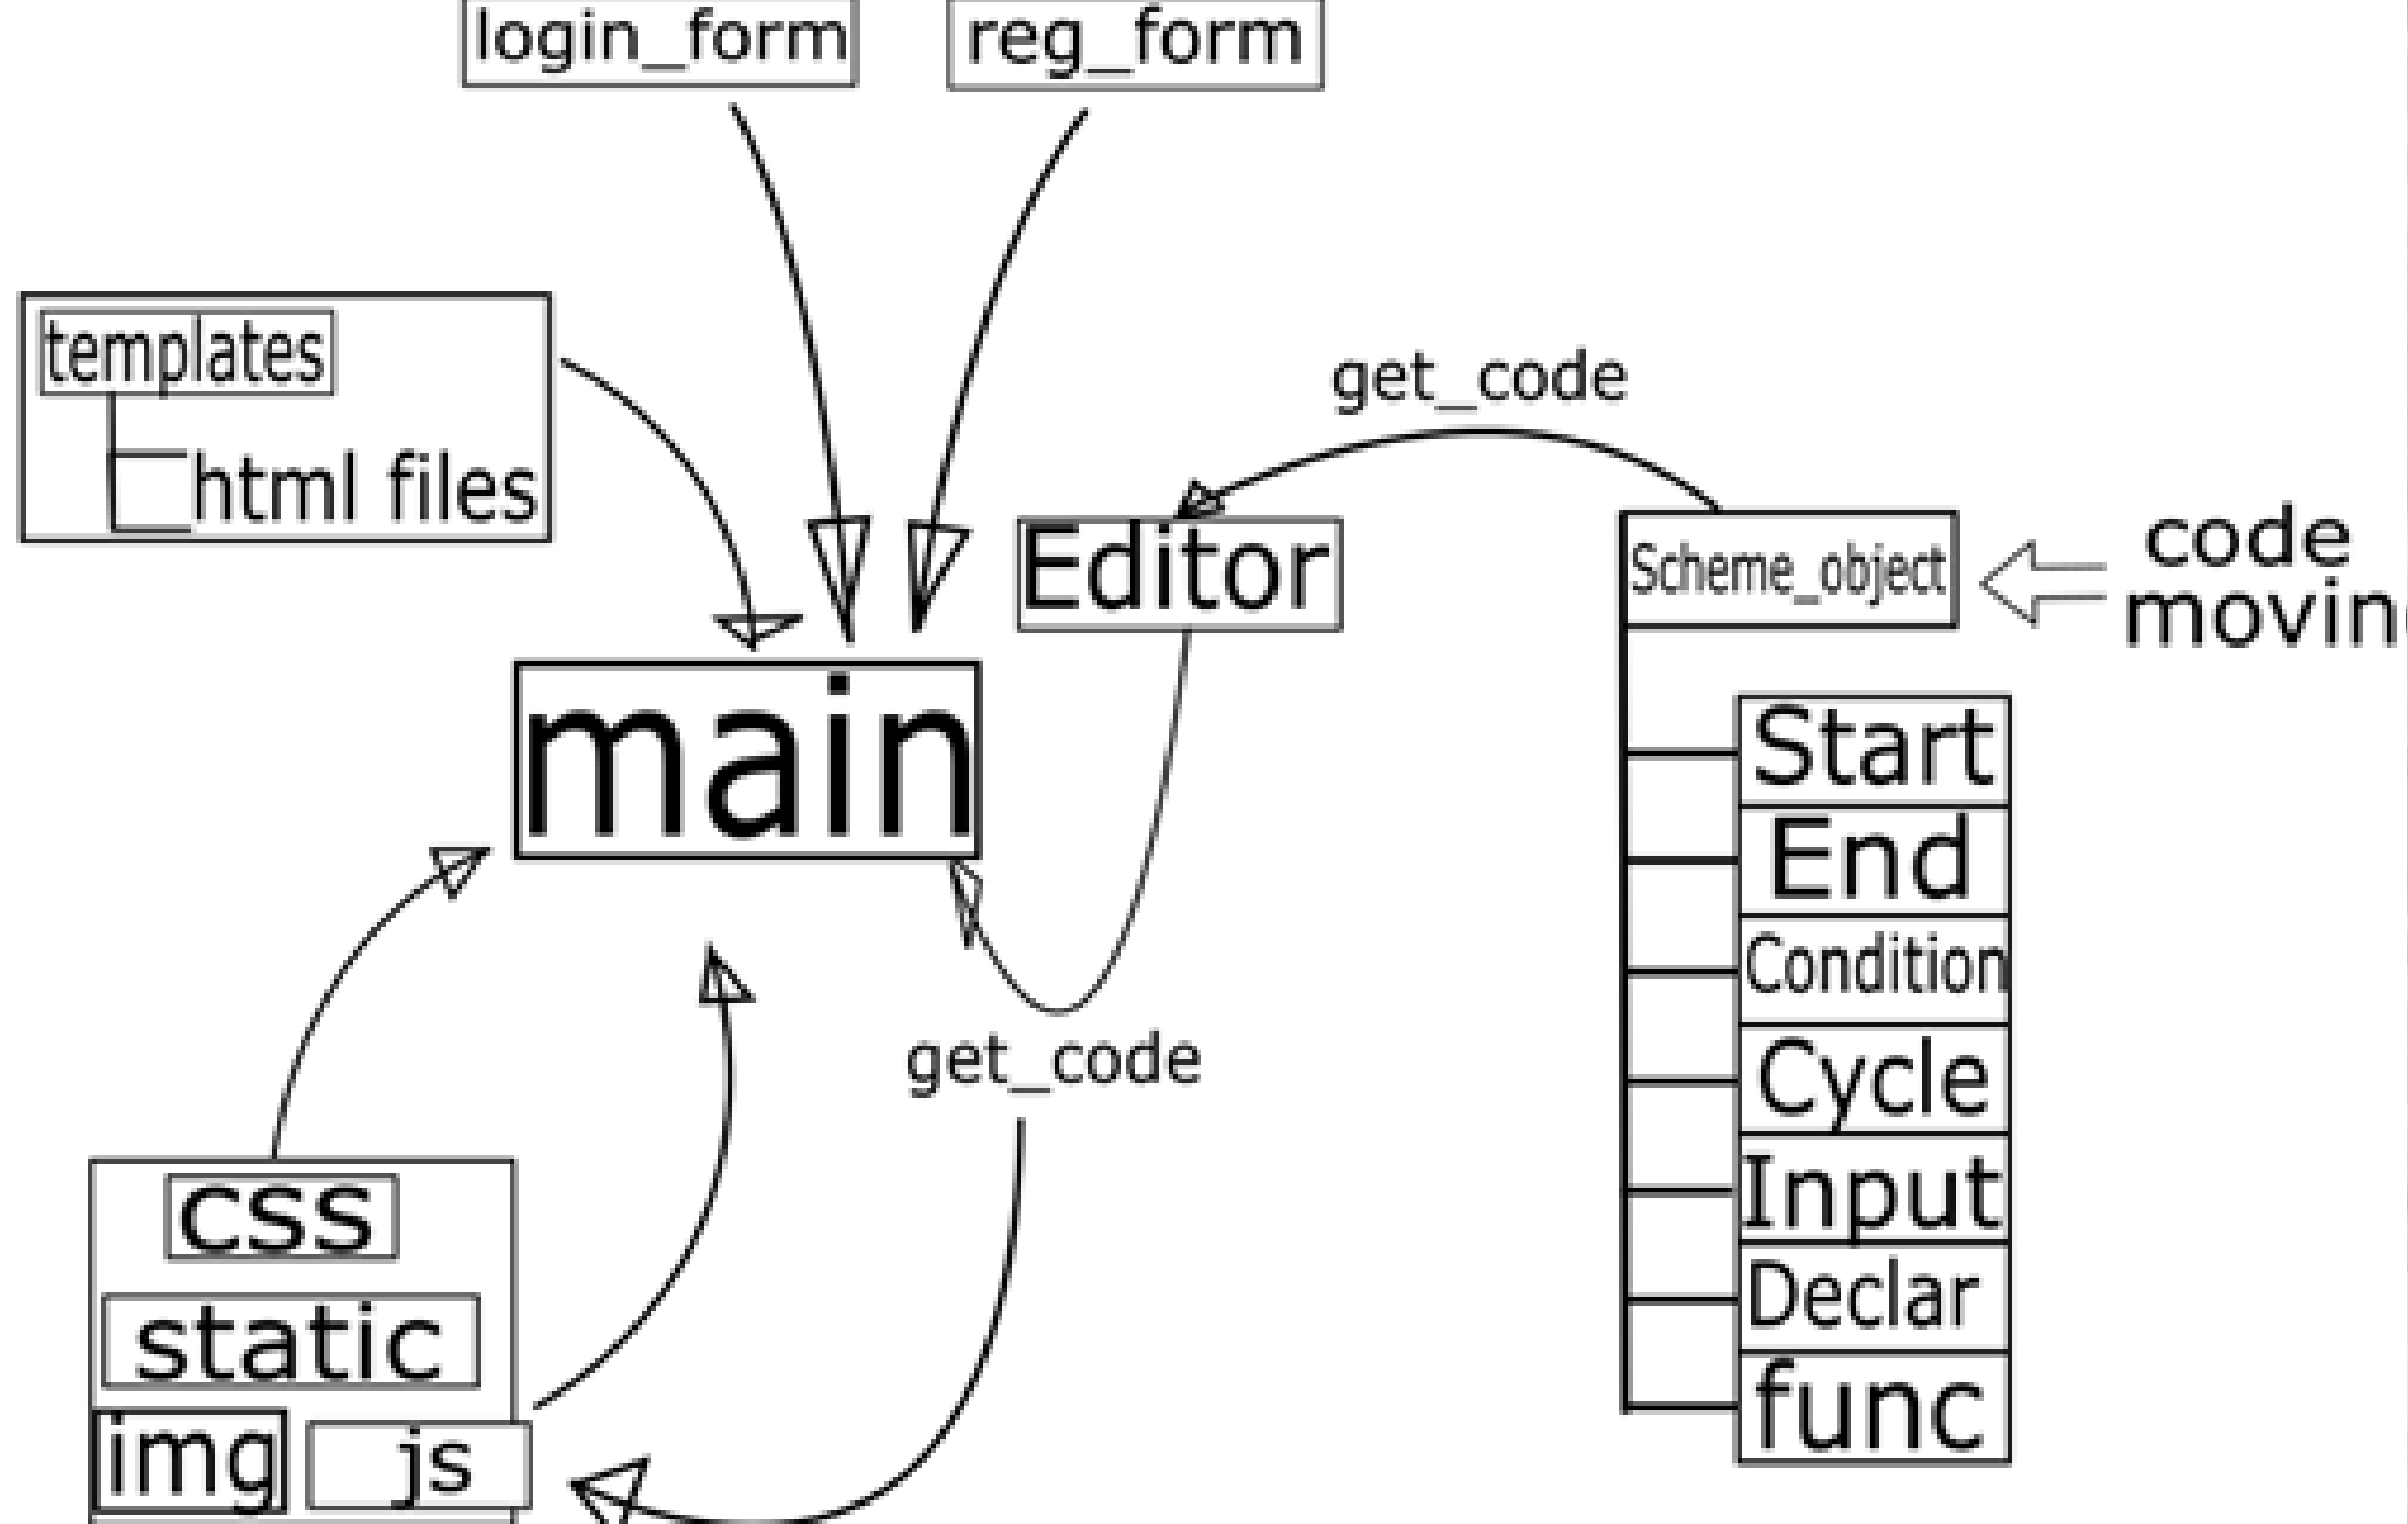 login_form
reg_form
templates
html files
get_code
Editor
Scheme_object
code
main
Start
End
Condition
Cycle
get_code
Input
css
Declar
static
func
img
js